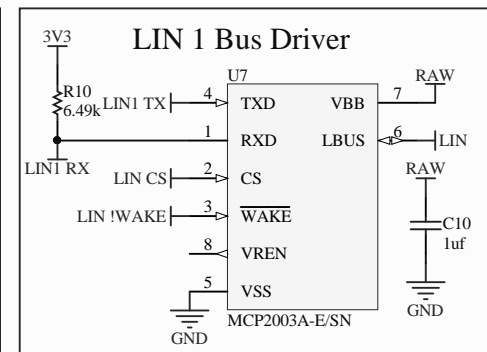 LIN 1 Bus Driver
3V3
R10
6.49k
LIN1 TX
LIN1 RX
LIN CS
LIN !WAKE
U7
4 TXD
1 RXD
2 CS
3 WAKE
8 VREN
5 VSS
VBB 7
LBUS 6
MCP2003A-E/SN
GND
RAW
LIN
RAW
C10
1uf
GND